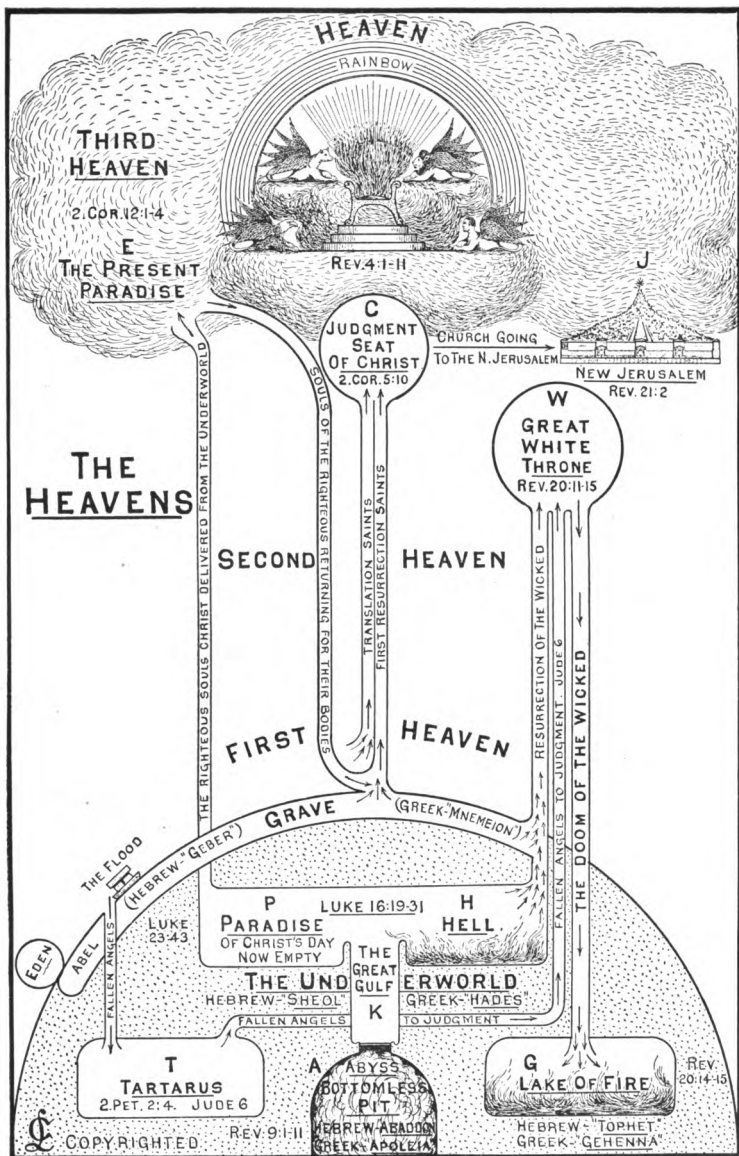 HEAVEN
RAINBOW
THIRD
HEAVEN
2.COR.12:1-4
E
THE PRESENT
PARADISE
REV.4:1-11
C
JUDGMENT
SEAT
OF CHRIST
2.COR.5:10
CHURCH GOING
TO THE N. JERUSALEM
J
NEW JERUSALEM
REV. 21:2
W
GREAT
WHITE
THRONE
REV. 20:11-15
THE
HEAVENS
SECOND HEAVEN
FIRST HEAVEN
THE RIGHTEOUS SOULS CHRIST DELIVERED FROM THE UNDERWORLD
SOULS OF THE RIGHTEOUS RETURNING FOR THEIR BODIES
TRANSLATION SAINTS
FIRST RESURRECTION SAINTS
RESURRECTION OF THE WICKED
FALLEN ANGELS TO JUDGMENT. JUDE 6
THE DOOM OF THE WICKED
EDEN
ABEL
THE FLOOD
(HEBREW-"GEBER") GRAVE (GREEK-"MNEMEION")
FALLEN ANGELS
LUKE
23:43
P
PARADISE
OF CHRIST'S DAY
NOW EMPTY
LUKE 16:19-31
H
HELL.
THE
GREAT
GULF
K
THE UNDERWORLD
HEBREW-"SHEOL" GREEK-"HADES"
FALLEN ANGELS TO JUDGMENT
T
TARTARUS
2.PET. 2:4. JUDE 6
A ABYSS
BOTTOMLESS
PIT
HEBREW-ABADDON
GREEK-"APOLEIA"
REV. 9:1-11
G
LAKE OF FIRE
REV.
20:14-15
HEBREW-"TOPHET"
GREEK-"GEHENNA"
CL COPYRIGHTED